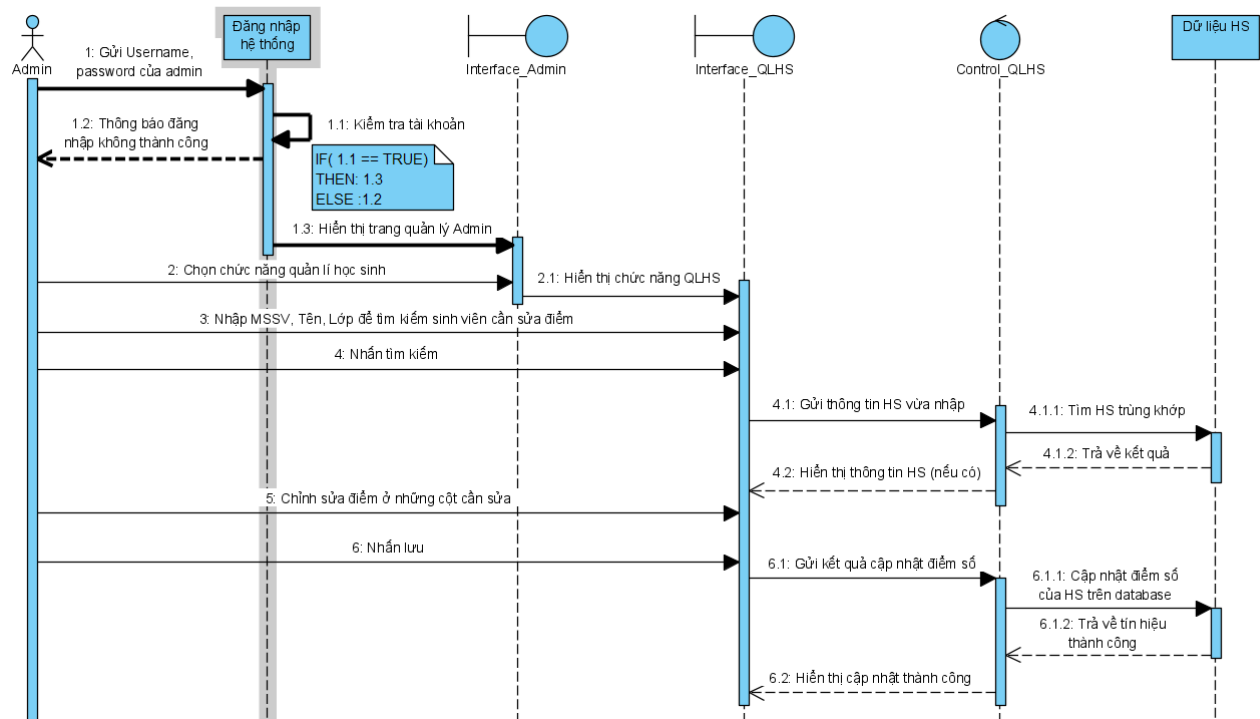 Đăng nhập
hệ thống
Dữ liệu HS
Admin
Interface_Admin
Interface_QLHS
Control_QLHS
1: Gửi Username,
password của admin
1.1: Kiểm tra tài khoản
1.2: Thông báo đăng
nhập không thành công
IF( 1.1 == TRUE)
THEN: 1.3
ELSE :1.2
1.3: Hiển thị trang quản lý Admin
2: Chọn chức năng quản lí học sinh
2.1: Hiển thị chức năng QLHS
3: Nhập MSSV, Tên, Lớp để tìm kiếm sinh viên cần sửa điểm
4: Nhấn tìm kiếm
4.1: Gửi thông tin HS vừa nhập
4.1.1: Tìm HS trùng khớp
4.1.2: Trả về kết quả
4.2: Hiển thị thông tin HS (nếu có)
5: Chỉnh sửa điểm ở những cột cần sửa
6: Nhấn lưu
6.1: Gửi kết quả cập nhật điểm số
6.1.1: Cập nhật điểm số
của HS trên database
6.1.2: Trả về tín hiệu
thành công
6.2: Hiển thị cập nhật thành công